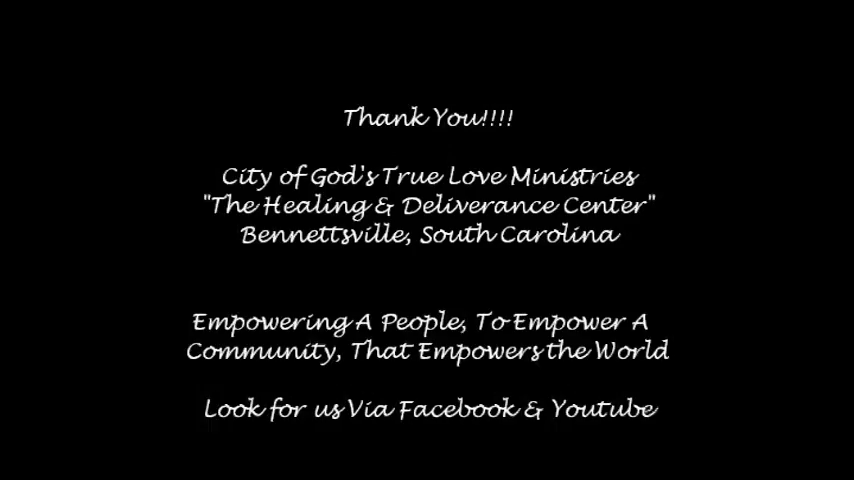 Thank You!!!!
City of God's True Love Ministries
"The Healing & Deliverance Center"
Bennettsville, South Carolina
Empowering A People, To Empower A
Community, That Empowers the World
Look for us Via Facebook & Youtube